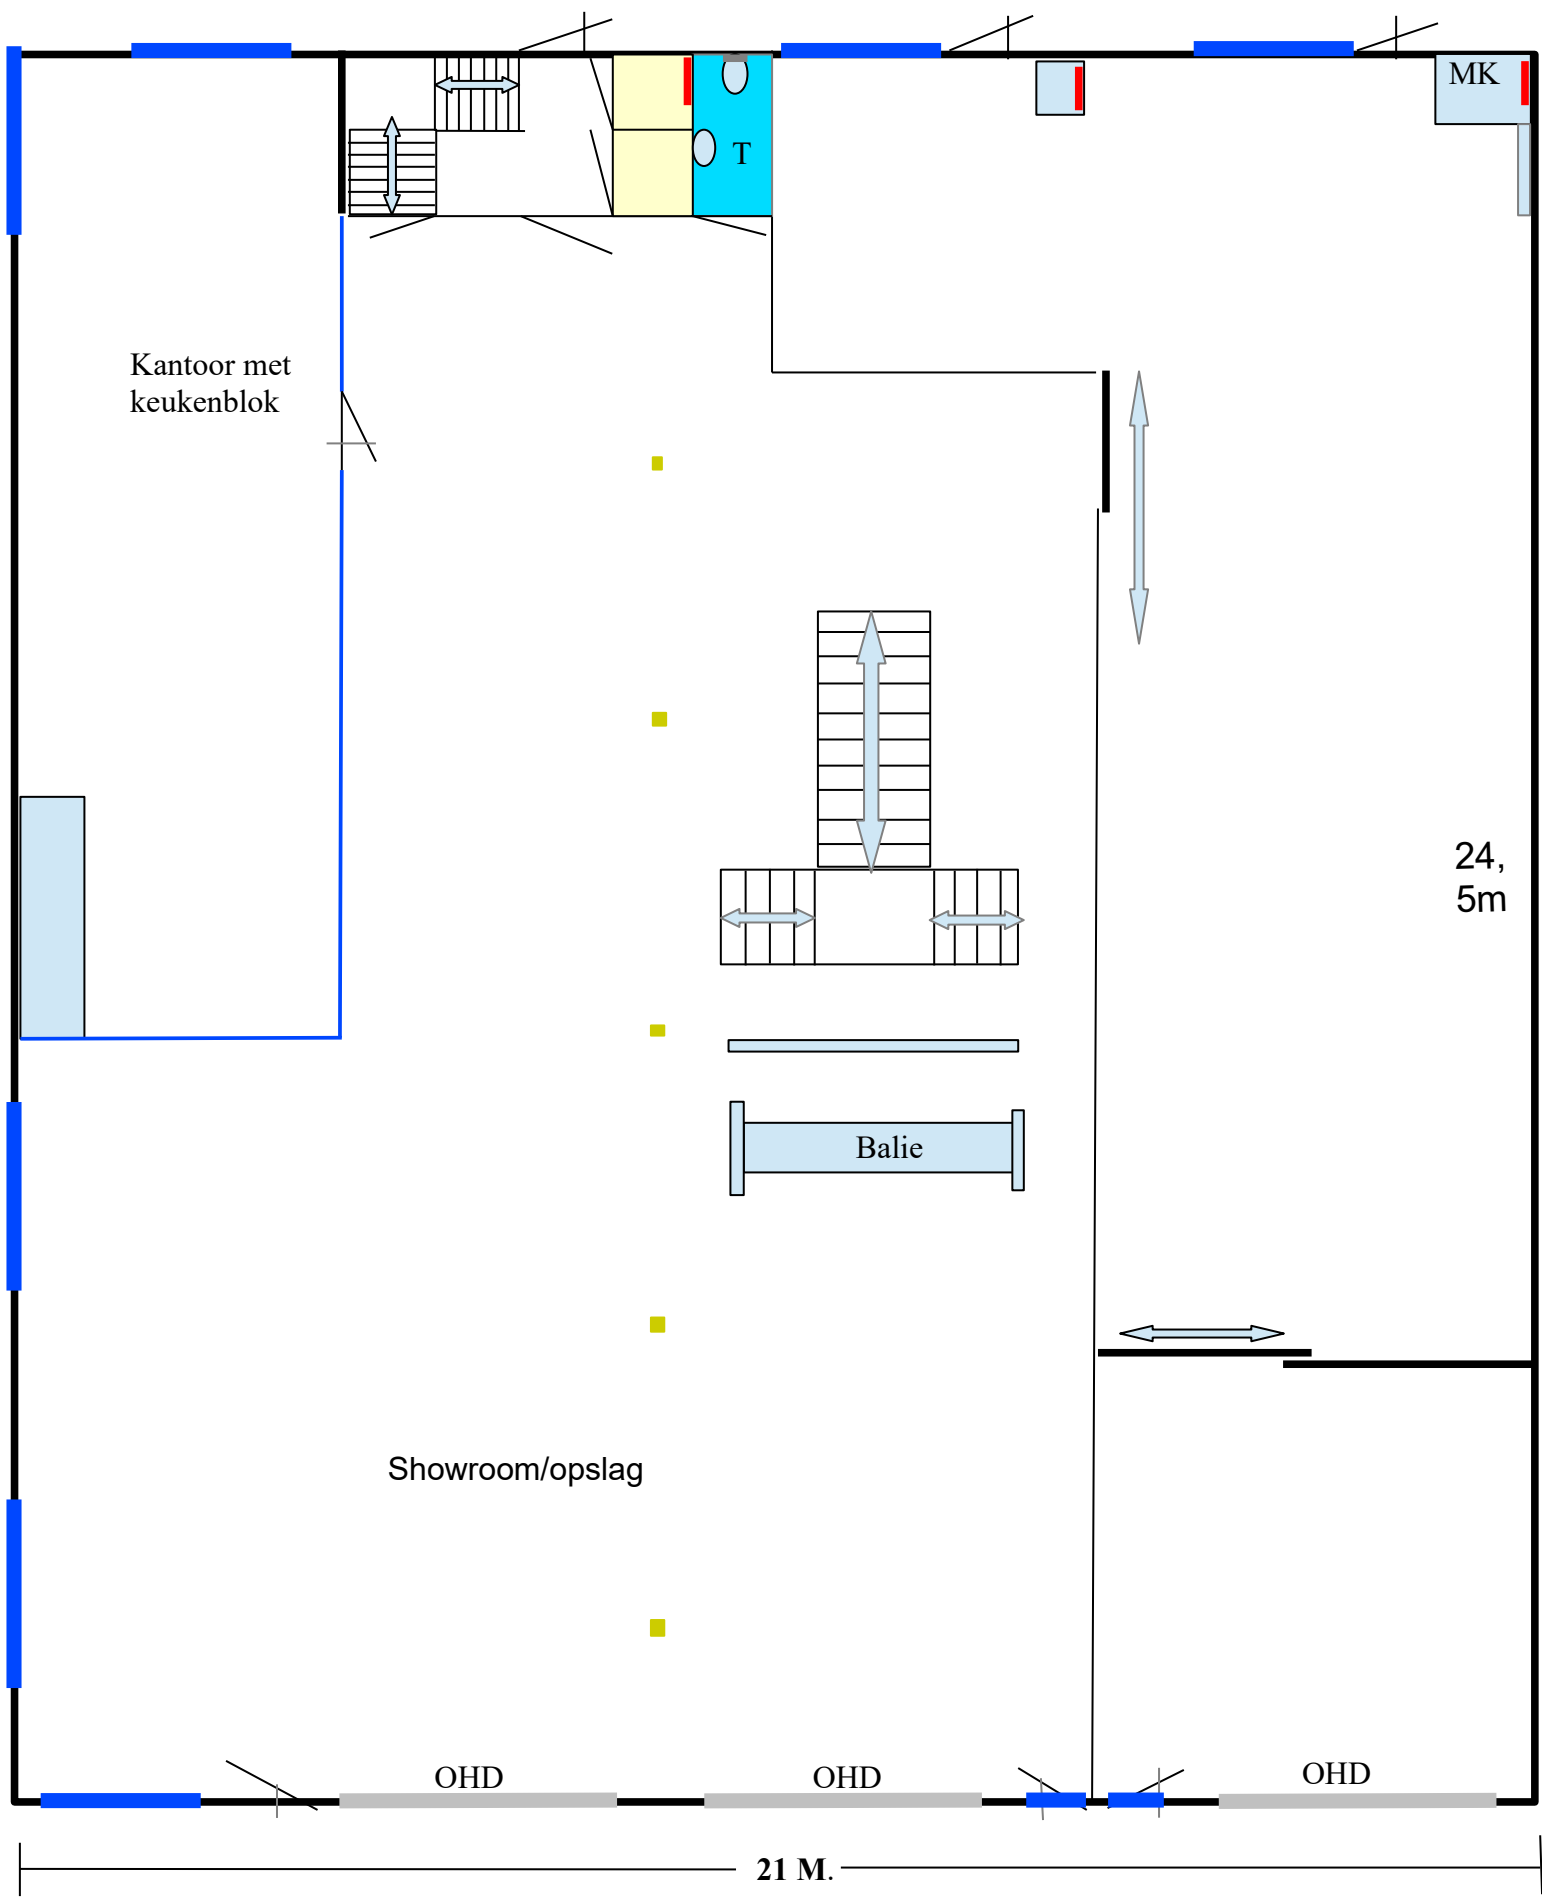 MK
T
Kantoor met
keukenblok
24,
5m
Balie
Showroom/opslag
OHD
OHD
OHD
21 M.